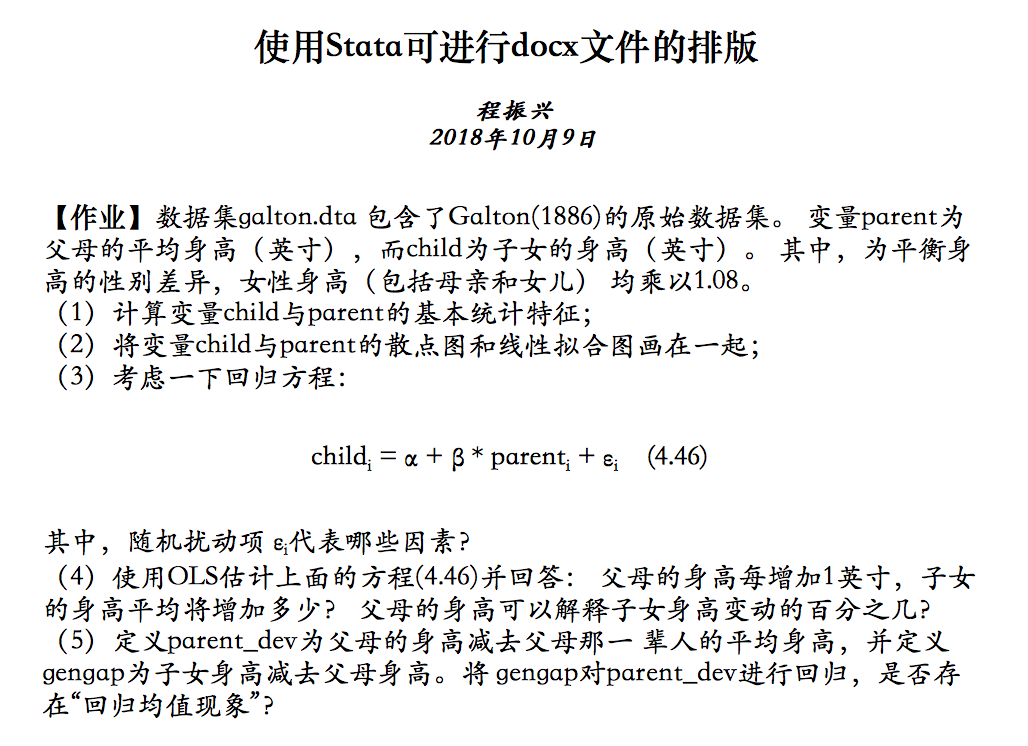 使用Stata可进行docx文件的排版
程振兴
2018年10月9日
【作业】数据集galton.dta 包含了Galton(1886)的原始数据集。 变量parent为
父母的平均身高（英寸），而child为子女的身高（英寸）。 其中，为平衡身
高的性别差异，女性身高（包括母亲和女儿） 均乘以1.08。
（1）计算变量child与parent的基本统计特征；
（2）将变量child与parent的散点图和线性拟合图画在一起；
（3）考虑一下回归方程：
childᵢ = α + β * parentᵢ + εᵢ (4.46)
其中，随机扰动项 εᵢ代表哪些因素？
（4）使用OLS估计上面的方程(4.46)并回答： 父母的身高每增加1英寸，子女
的身高平均将增加多少？ 父母的身高可以解释子女身高变动的百分之几？
（5）定义parent_dev为父母的身高减去父母那一 辈人的平均身高，并定义
gengap为子女身高减去父母身高。将 gengap对parent_dev进行回归，是否存
在“回归均值现象”？